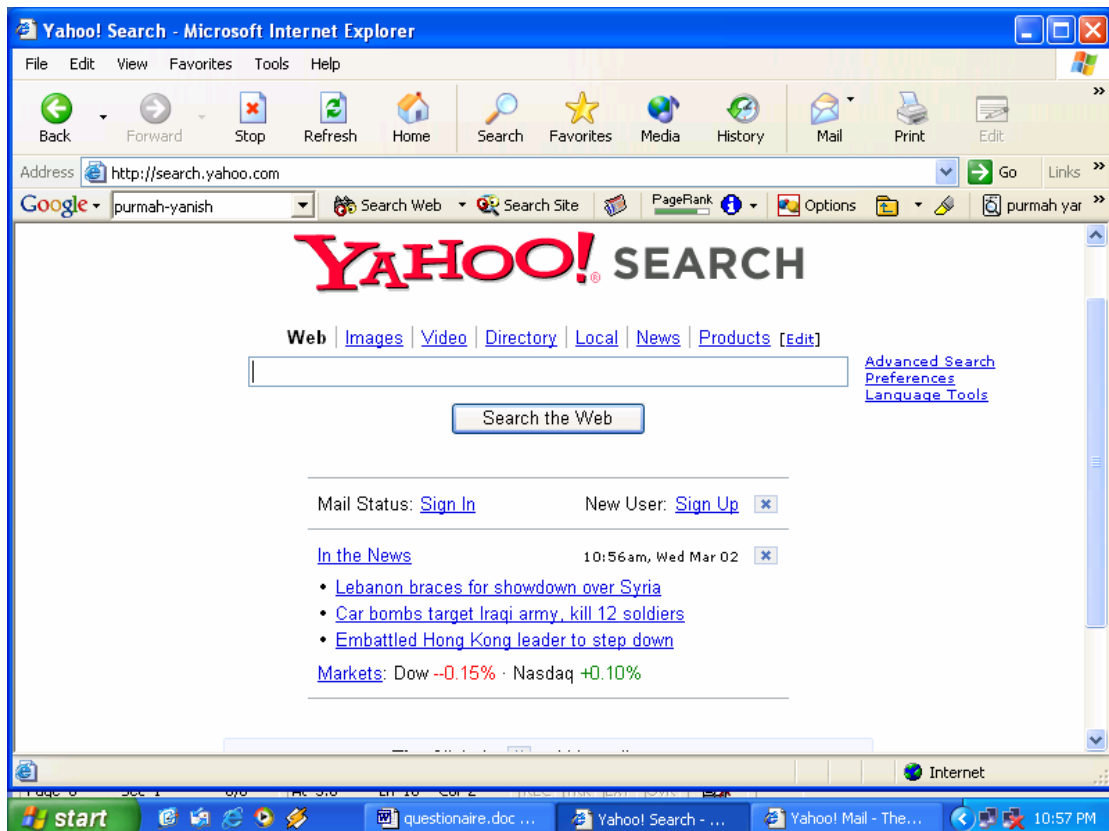 Yahoo! Search - Microsoft Internet Explorer
File Edit View Favorites Tools Help
Back Forward Stop Refresh Home Search Favorites Media History Mail Print Edit »
Address http://search.yahoo.com Go Links »
Google purmah-yanish Search Web Search Site PageRank Options purmah yar »
YAHOO!® SEARCH
Web | Images | Video | Directory | Local | News | Products [Edit]
Advanced Search
Preferences
Language Tools
Search the Web
Mail Status: Sign In New User: Sign Up
In the News 10:56am, Wed Mar 02
• Lebanon braces for showdown over Syria
• Car bombs target Iraqi army, kill 12 soldiers
• Embattled Hong Kong leader to step down
Markets: Dow --0.15% · Nasdaq +0.10%
Internet
start questionaire.doc ... Yahoo! Search - ... Yahoo! Mail - The... 10:57 PM